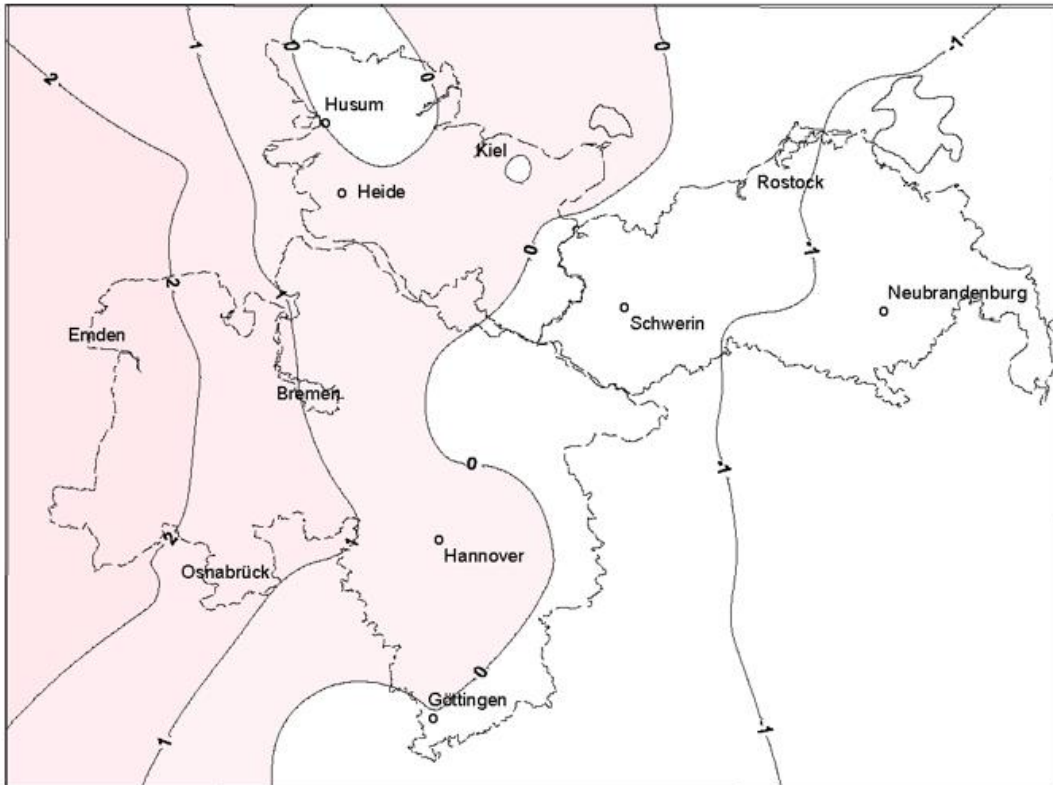 1
0
0
-1
2
Husum
0
Kiel
Heide
Rostock
0
-1
2
1
Neubrandenburg
Schwerin
Emden
Bremen
0
-1
2
1
Hannover
Osnabrück
0
Göttingen
1
-1